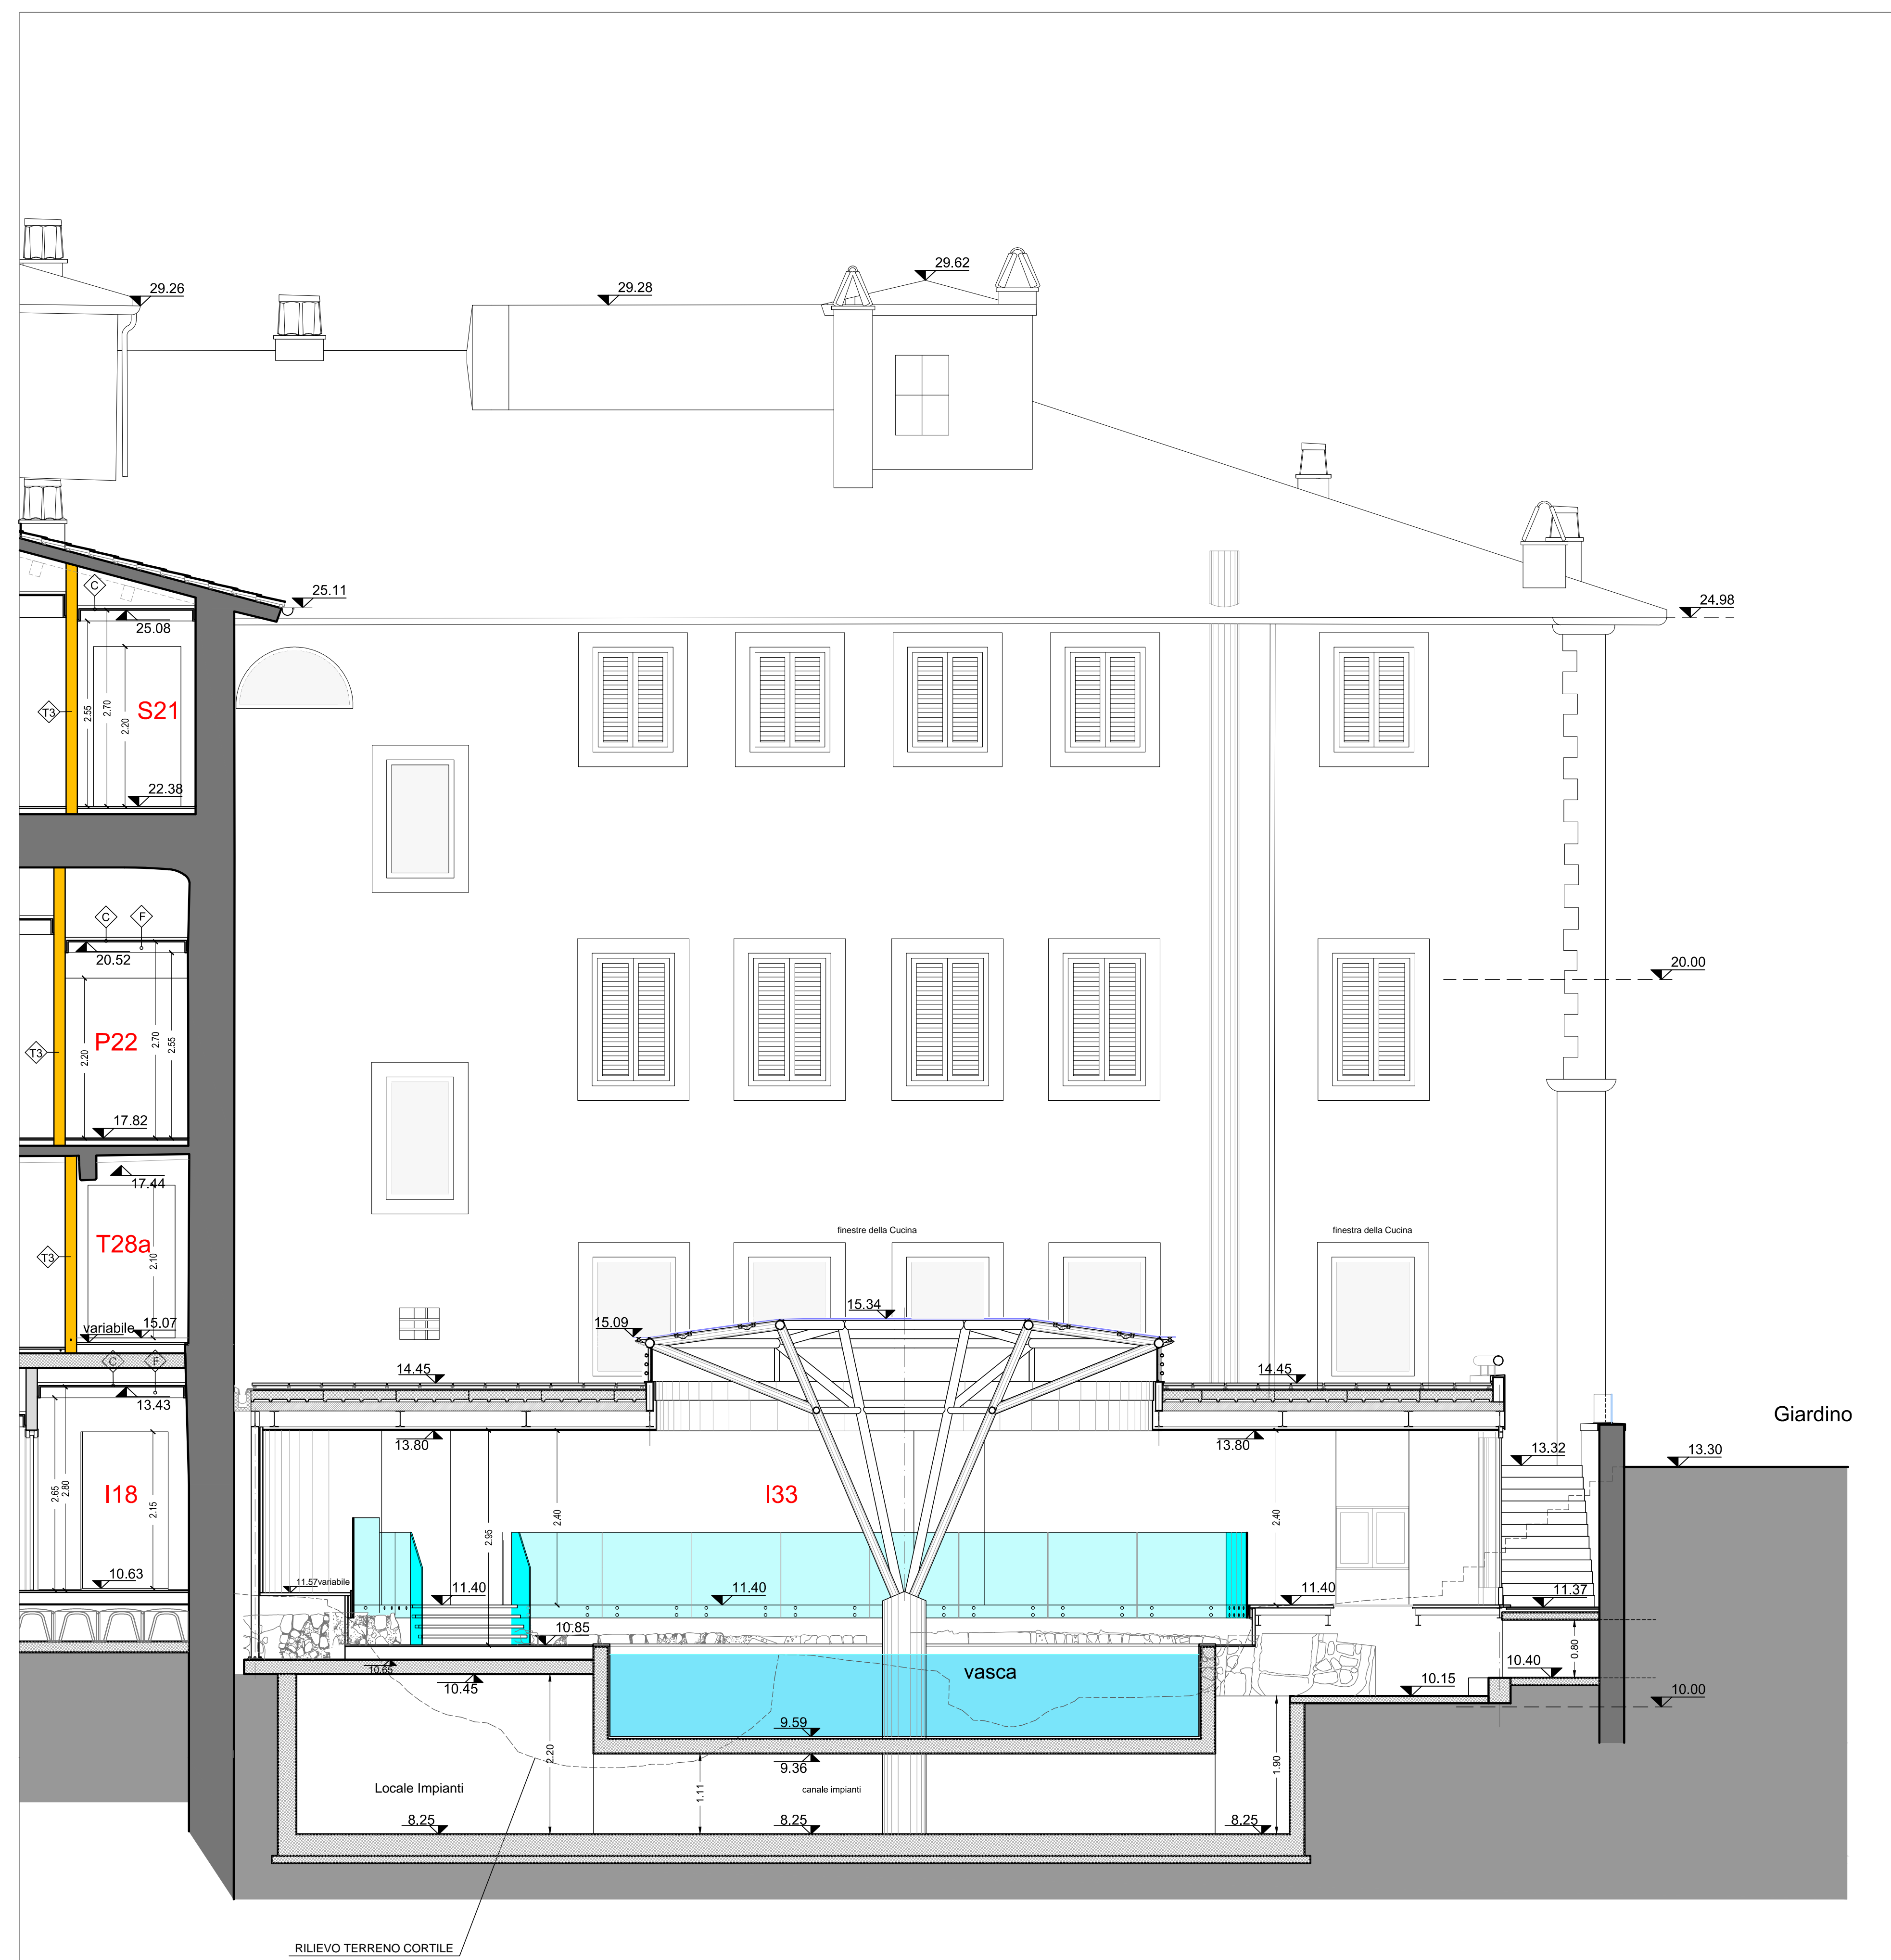 29.62
29.26
29.28
25.11
24.98
C
25.08
T3
2.55
2.70
2.20
S21
22.38
C
F
20.52
20.00
T3
2.20
P22
2.70
2.55
17.82
17.44
T3
T28a
2.10
finestre della Cucina
finestra della Cucina
variabile
15.07
15.34
15.09
C
F
14.45
14.45
13.43
13.80
13.80
Giardino
13.32
13.30
2.65
2.80
I18
2.15
2.95
2.40
I33
2.40
10.63
11.57variabile
11.40
11.40
11.40
11.37
10.85
0.80
10.65
10.45
vasca
10.40
10.15
10.00
9.59
9.36
2.20
1.11
1.90
Locale Impianti
canale impianti
8.25
8.25
8.25
RILIEVO TERRENO CORTILE